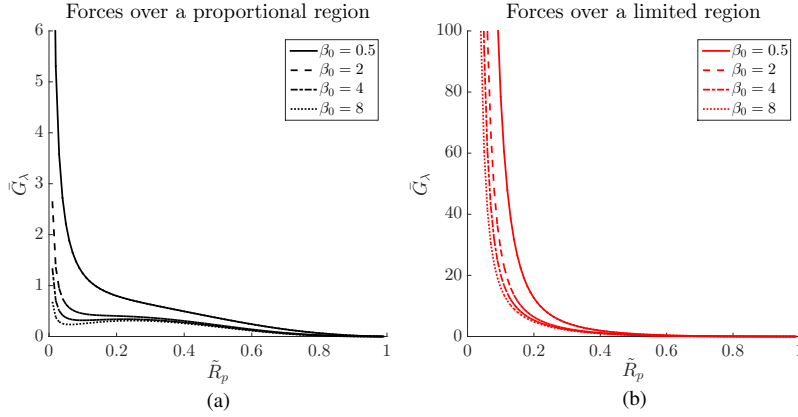 Forces over a proportional region
6
5
4
3
2
1
0
0
0.2
0.4
0.6
0.8
1
Ḡλ
R̃p
β0 = 0.5
β0 = 2
β0 = 4
β0 = 8
(a)
Forces over a limited region
100
80
60
40
20
0
0
0.2
0.4
0.6
0.8
1
Ḡλ
R̃p
β0 = 0.5
β0 = 2
β0 = 4
β0 = 8
(b)